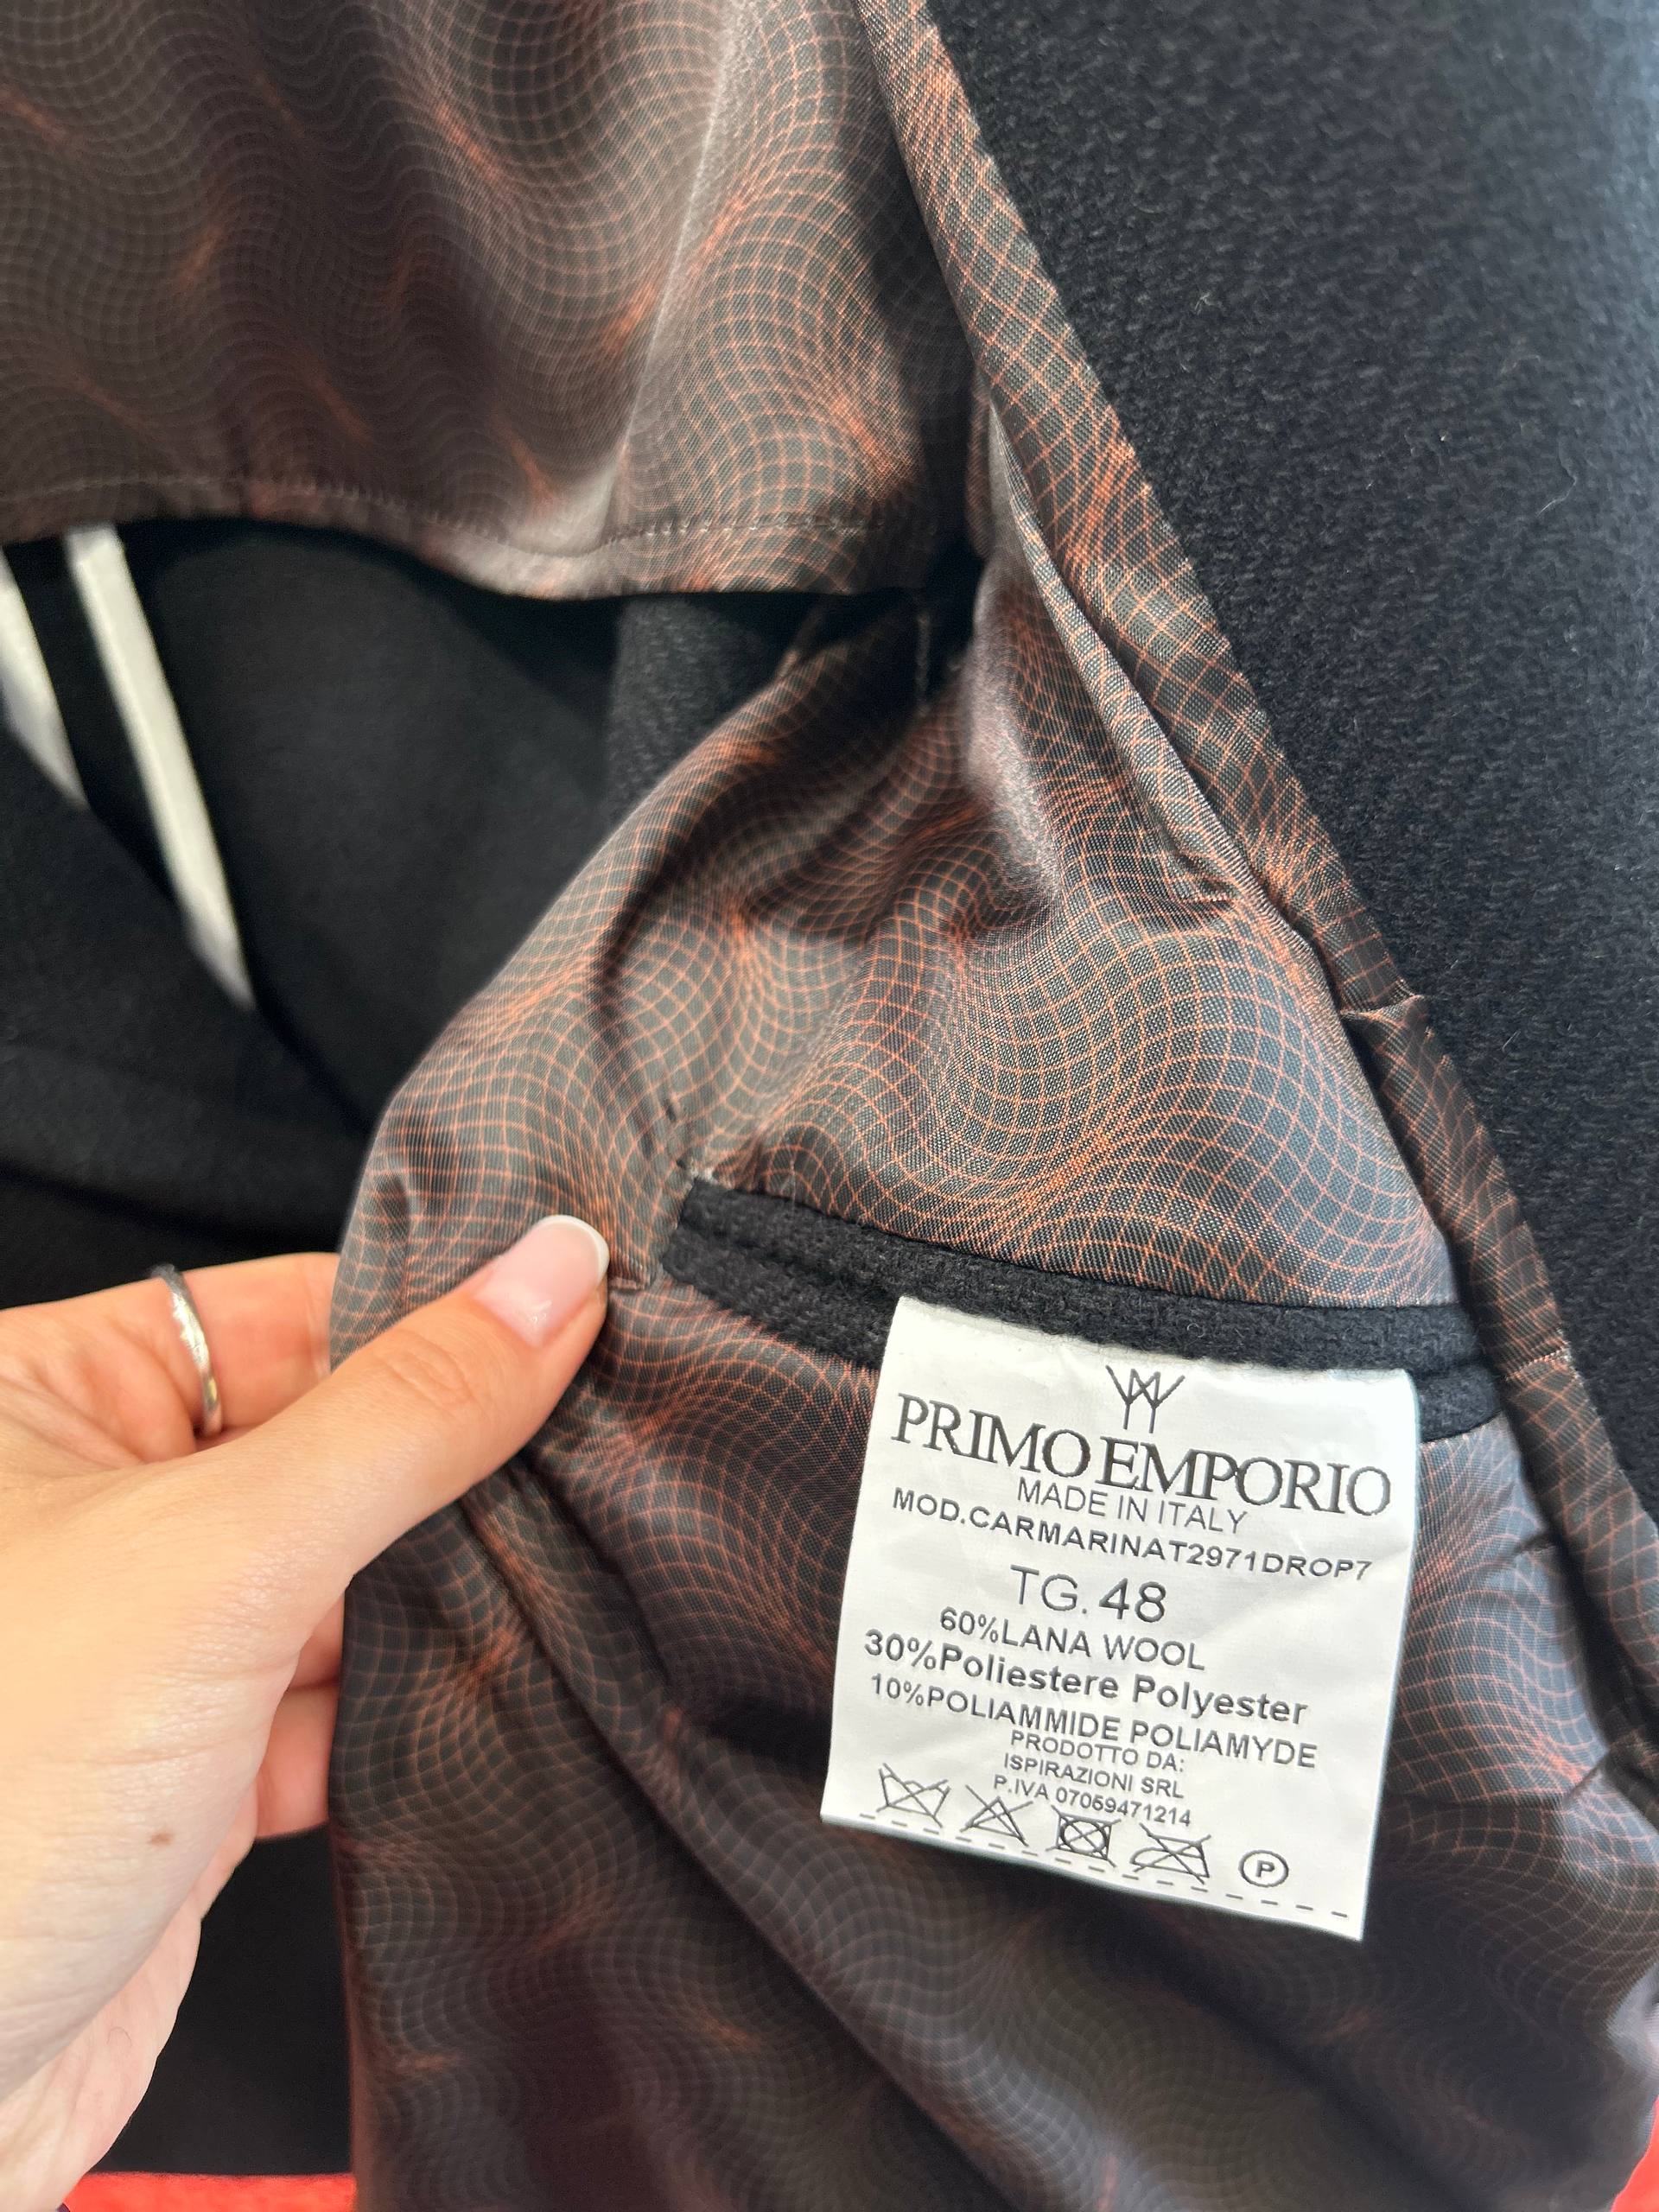 PRIMO EMPORIO
MADE IN ITALY
MOD.CARMARINAT2971DROP7
TG. 48
60%LANA WOOL
30%Poliestere Polyester
10%POLIAMMIDE POLIAMYDE
PRODOTTO DA:
ISPIRAZIONI SRL
P.IVA 07069471214
P